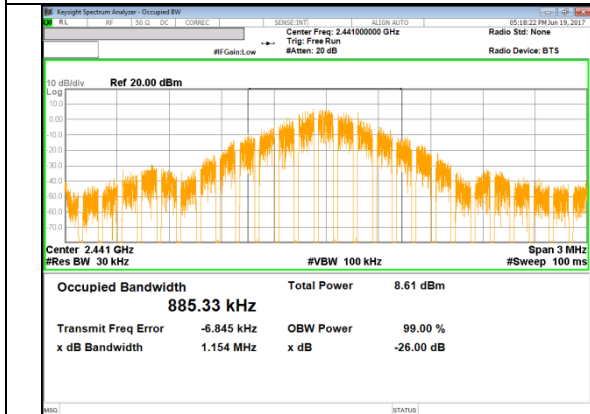 Keysight Spectrum Analyzer - Occupied BW
RL RF 50 Ω DC CORREC SENSE:INT ALIGN AUTO 05:18:22 PM Jun 19, 2017
Center Freq: 2.441000000 GHz Radio Std: None
Trig: Free Run
#IFGain:Low #Atten: 20 dB Radio Device: BTS
10 dB/div Ref 20.00 dBm
Log
10.0
0.00
-10.0
-20.0
-30.0
-40.0
-50.0
-60.0
-70.0
Center 2.441 GHz Span 3 MHz
#Res BW 30 kHz #VBW 100 kHz #Sweep 100 ms
Occupied Bandwidth Total Power 8.61 dBm
885.33 kHz
Transmit Freq Error -6.845 kHz OBW Power 99.00 %
x dB Bandwidth 1.154 MHz x dB -26.00 dB
MSG STATUS